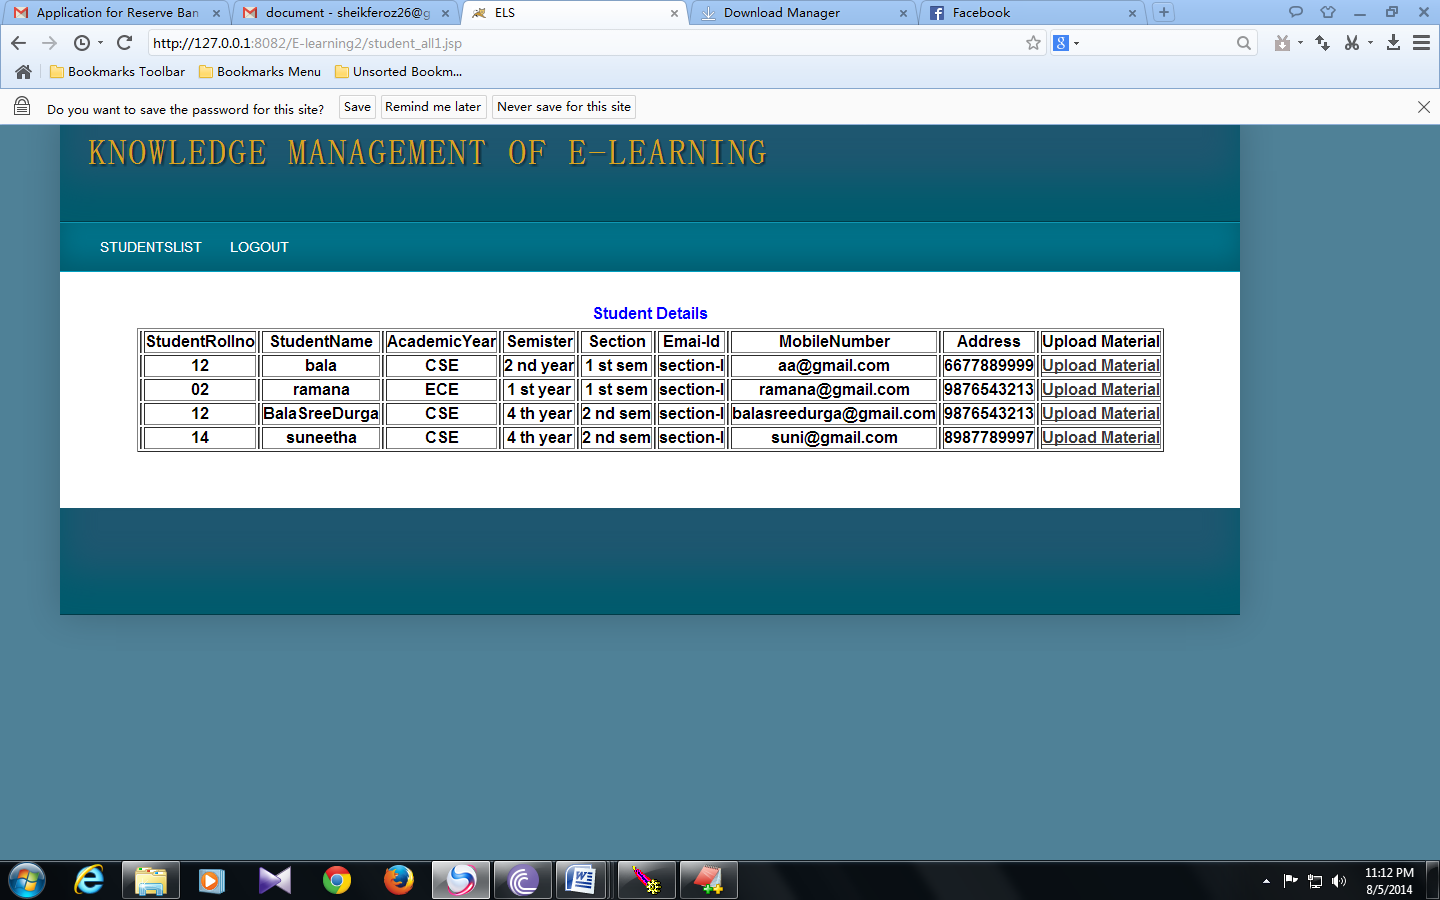 Application for Reserve Ban
document - sheikferoz26@g
ELS
Download Manager
Facebook
http://127.0.0.1:8082/E-learning2/student_all1.jsp
Bookmarks Toolbar Bookmarks Menu Unsorted Bookm...
Do you want to save the password for this site? Save Remind me later Never save for this site
KNOWLEDGE MANAGEMENT OF E-LEARNING
STUDENTSLIST LOGOUT
Student Details
StudentRollno StudentName AcademicYear Semister Section Emai-Id MobileNumber Address Upload Material
12 bala CSE 2 nd year 1 st sem section-I aa@gmail.com 6677889999 Upload Material
02 ramana ECE 1 st year 1 st sem section-I ramana@gmail.com 9876543213 Upload Material
12 BalaSreeDurga CSE 4 th year 2 nd sem section-I balasreedurga@gmail.com 9876543213 Upload Material
14 suneetha CSE 4 th year 2 nd sem section-I suni@gmail.com 8987789997 Upload Material
11:12 PM
8/5/2014